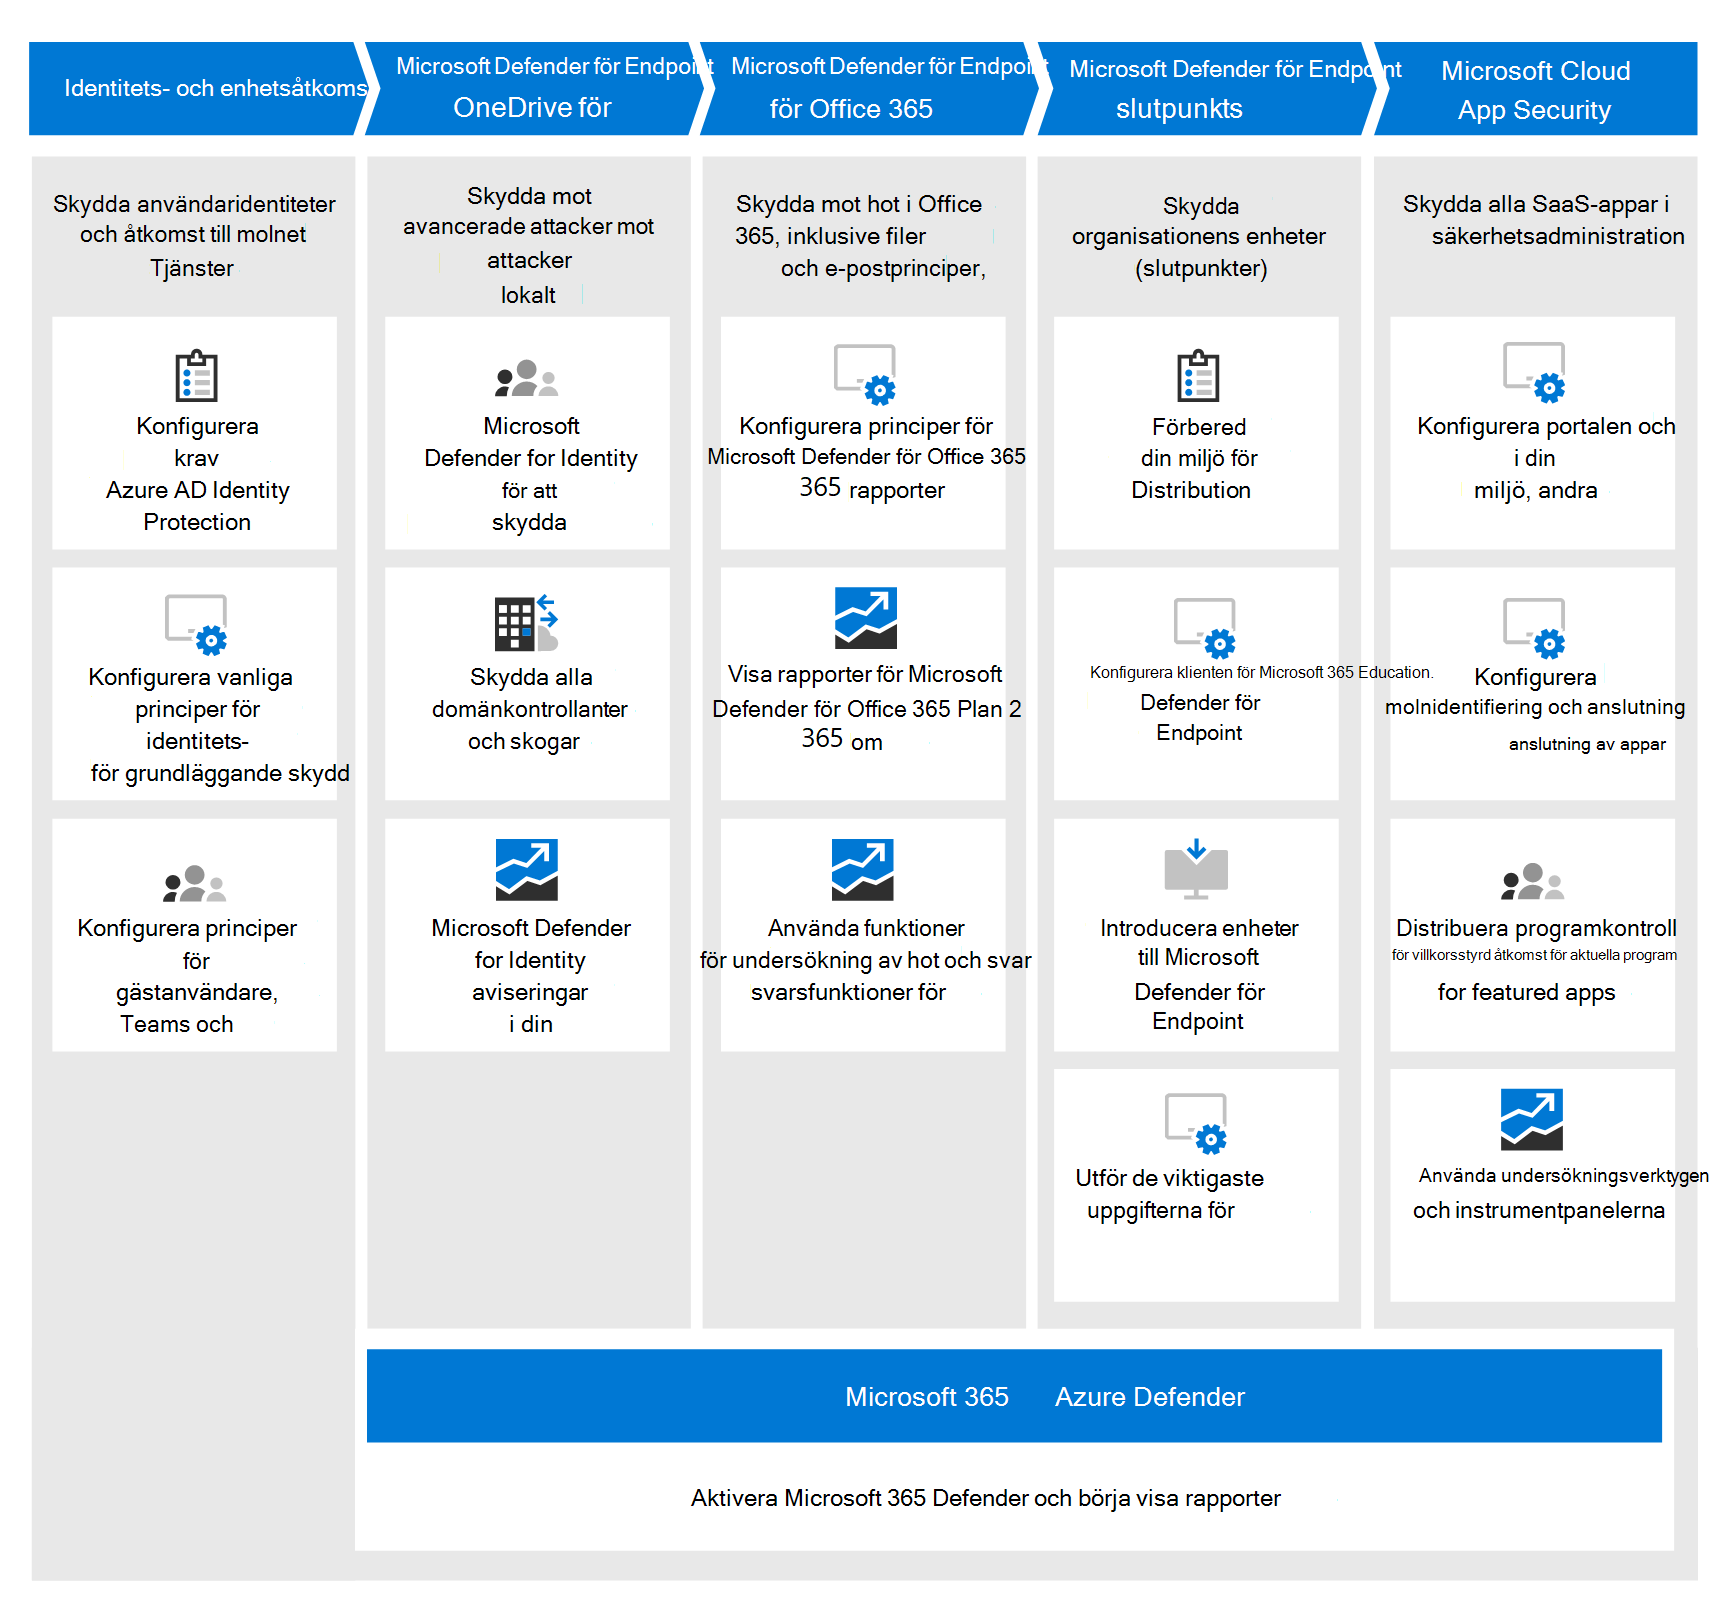 Identitets- och enhetsåtkoms
Microsoft Defender för Endpoint
OneDrive för
Microsoft Defender för Endpoint
för Office 365
Microsoft Defender för Endpoint
slutpunkts
Microsoft Cloud
App Security
Skydda användaridentiteter
och åtkomst till molnet
Tjänster
Konfigurera
krav
Azure AD Identity
Protection
Konfigurera vanliga
principer för
identitets-
för grundläggande skydd
Konfigurera principer
för
gästanvändare,
Teams och
Skydda mot
avancerade attacker mot
attacker
lokalt
Microsoft
Defender for Identity
för att
skydda
Skydda alla
domänkontrollanter
och skogar
Microsoft Defender
for Identity
aviseringar
i din
Skydda mot hot i Office
365, inklusive filer
och e-postprinciper,
Konfigurera principer för
Microsoft Defender för Office 365
365 rapporter
Visa rapporter för Microsoft
Defender för Office 365 Plan 2
365 om
Använda funktioner
för undersökning av hot och svar
svarsfunktioner för
Skydda
organisationens enheter
(slutpunkter)
Förbered
din miljö för
Distribution
Konfigurera klienten för Microsoft 365 Education.
Defender för
Endpoint
Introducera enheter
till Microsoft
Defender för
Endpoint
Utför de viktigaste
uppgifterna för
Skydda alla SaaS-appar i
säkerhetsadministration
Konfigurera portalen och
i din
miljö, andra
Konfigurera
molnidentifiering och anslutning
anslutning av appar
Distribuera programkontroll
för villkorsstyrd åtkomst för aktuella program
for featured apps
Använda undersökningsverktygen
och instrumentpanelerna
Microsoft 365 Azure Defender
Aktivera Microsoft 365 Defender och börja visa rapporter